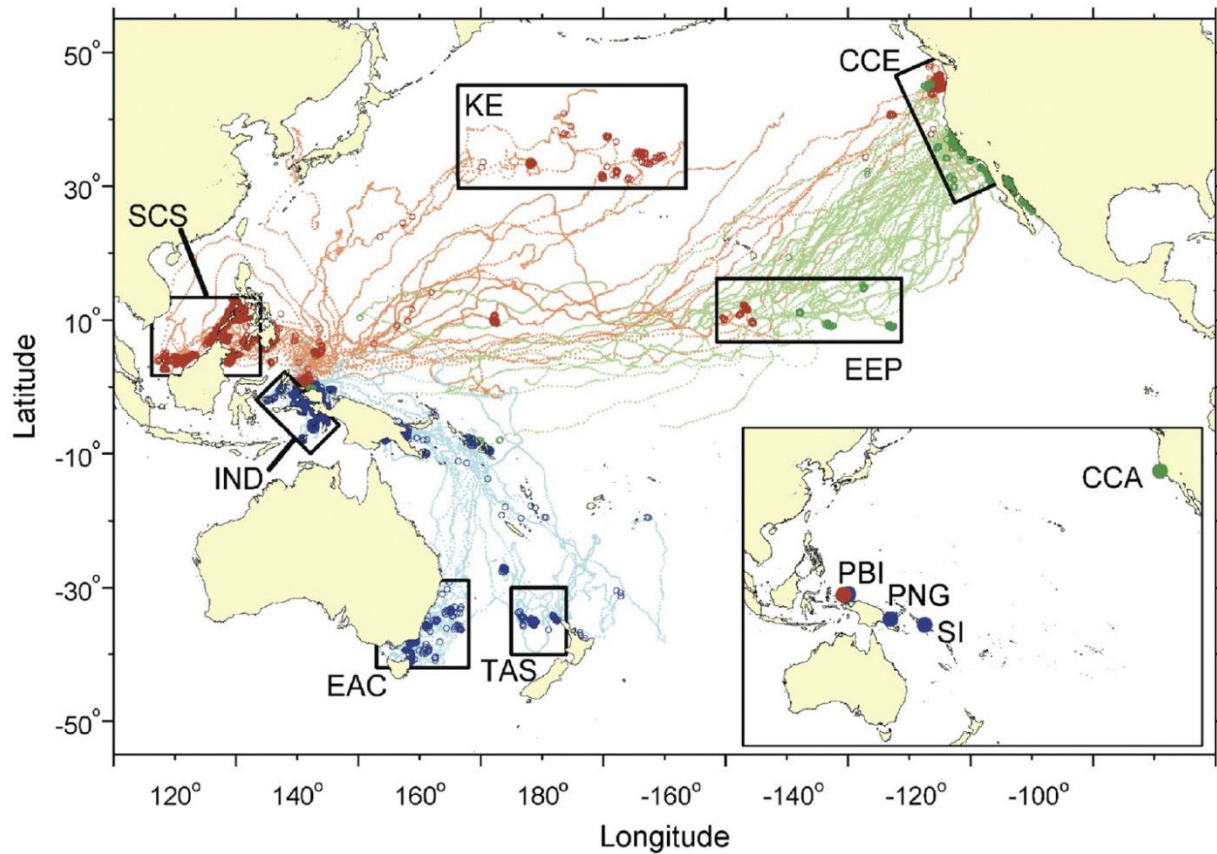 50°
30°
10°
-10°
-30°
-50°
Latitude
CCE
KE
SCS
EEP
IND
EAC
TAS
CCA
PBI
PNG
SI
120° 140° 160° 180° -160° -140° -120° -100°
Longitude